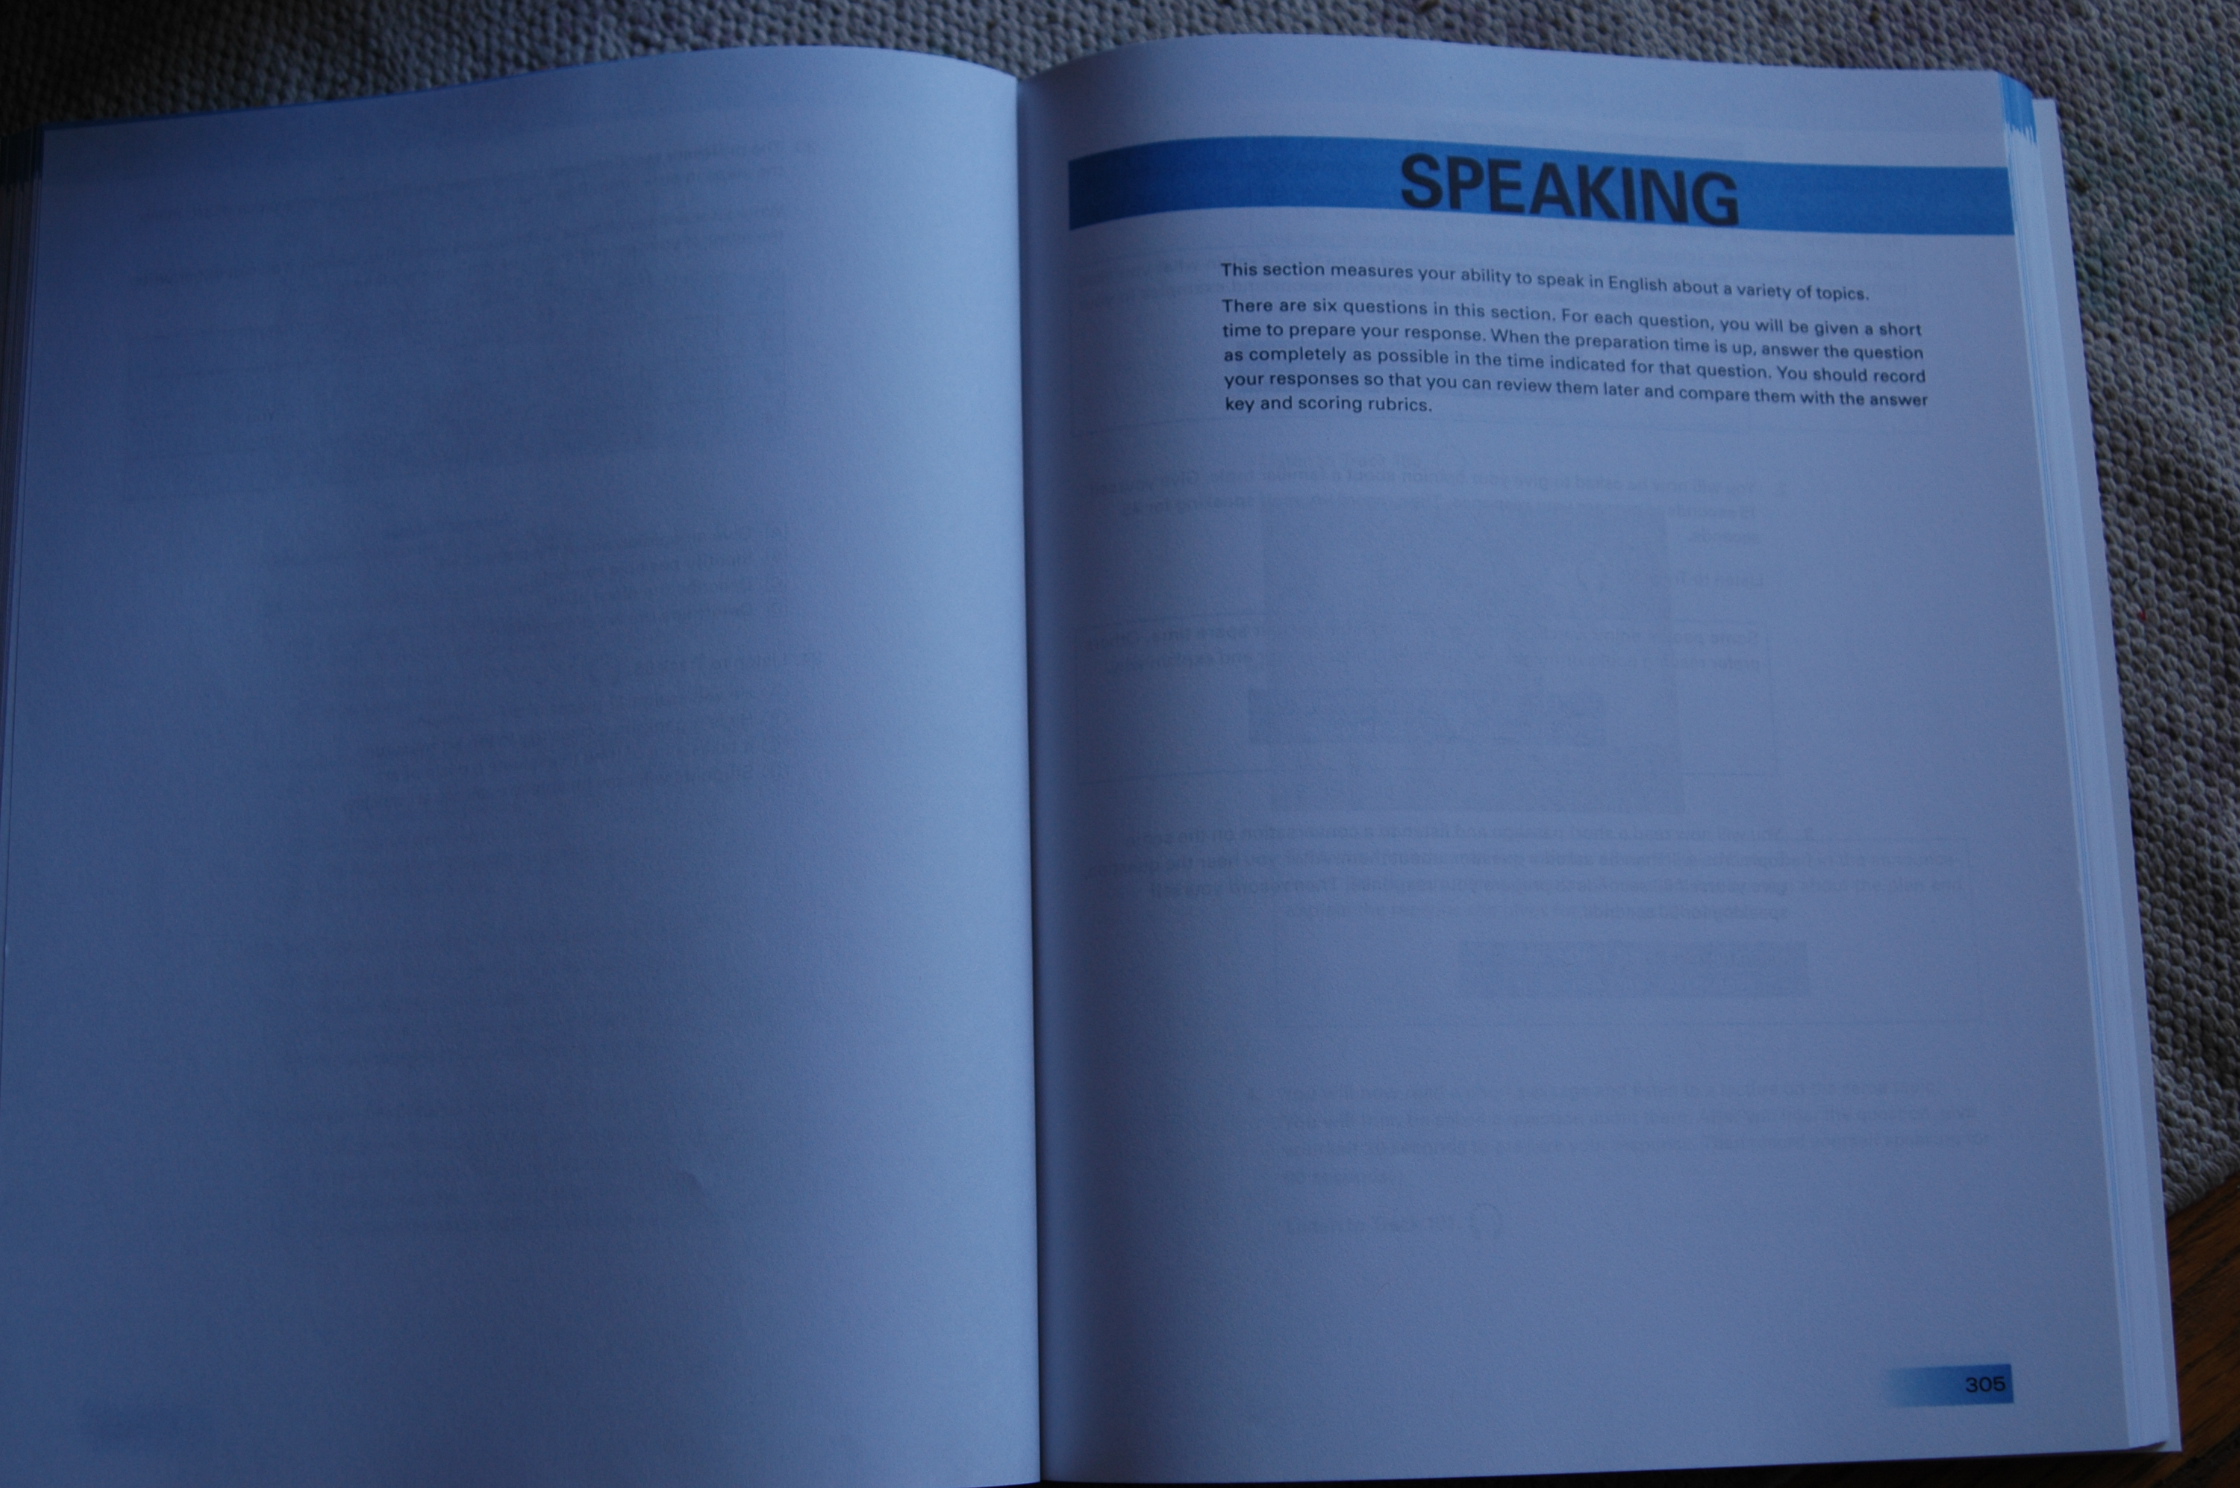 SPEAKING
This section measures your ability to speak in English about a variety of topics.
There are six questions in this section. For each question, you will be given a short
time to prepare your response. When the preparation time is up, answer the question
as completely as possible in the time indicated for that question. You should record
your responses so that you can review them later and compare them with the answer
key and scoring rubrics.
305